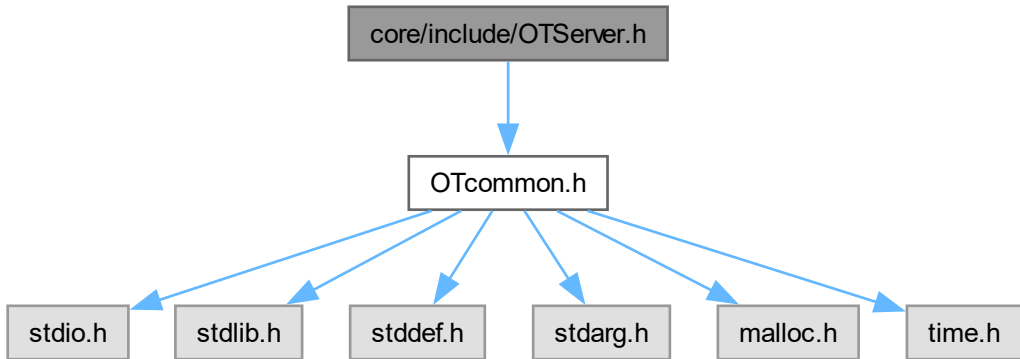 core/include/OTServer.h
OTcommon.h
stdio.h
stdlib.h
stddef.h
stdarg.h
malloc.h
time.h